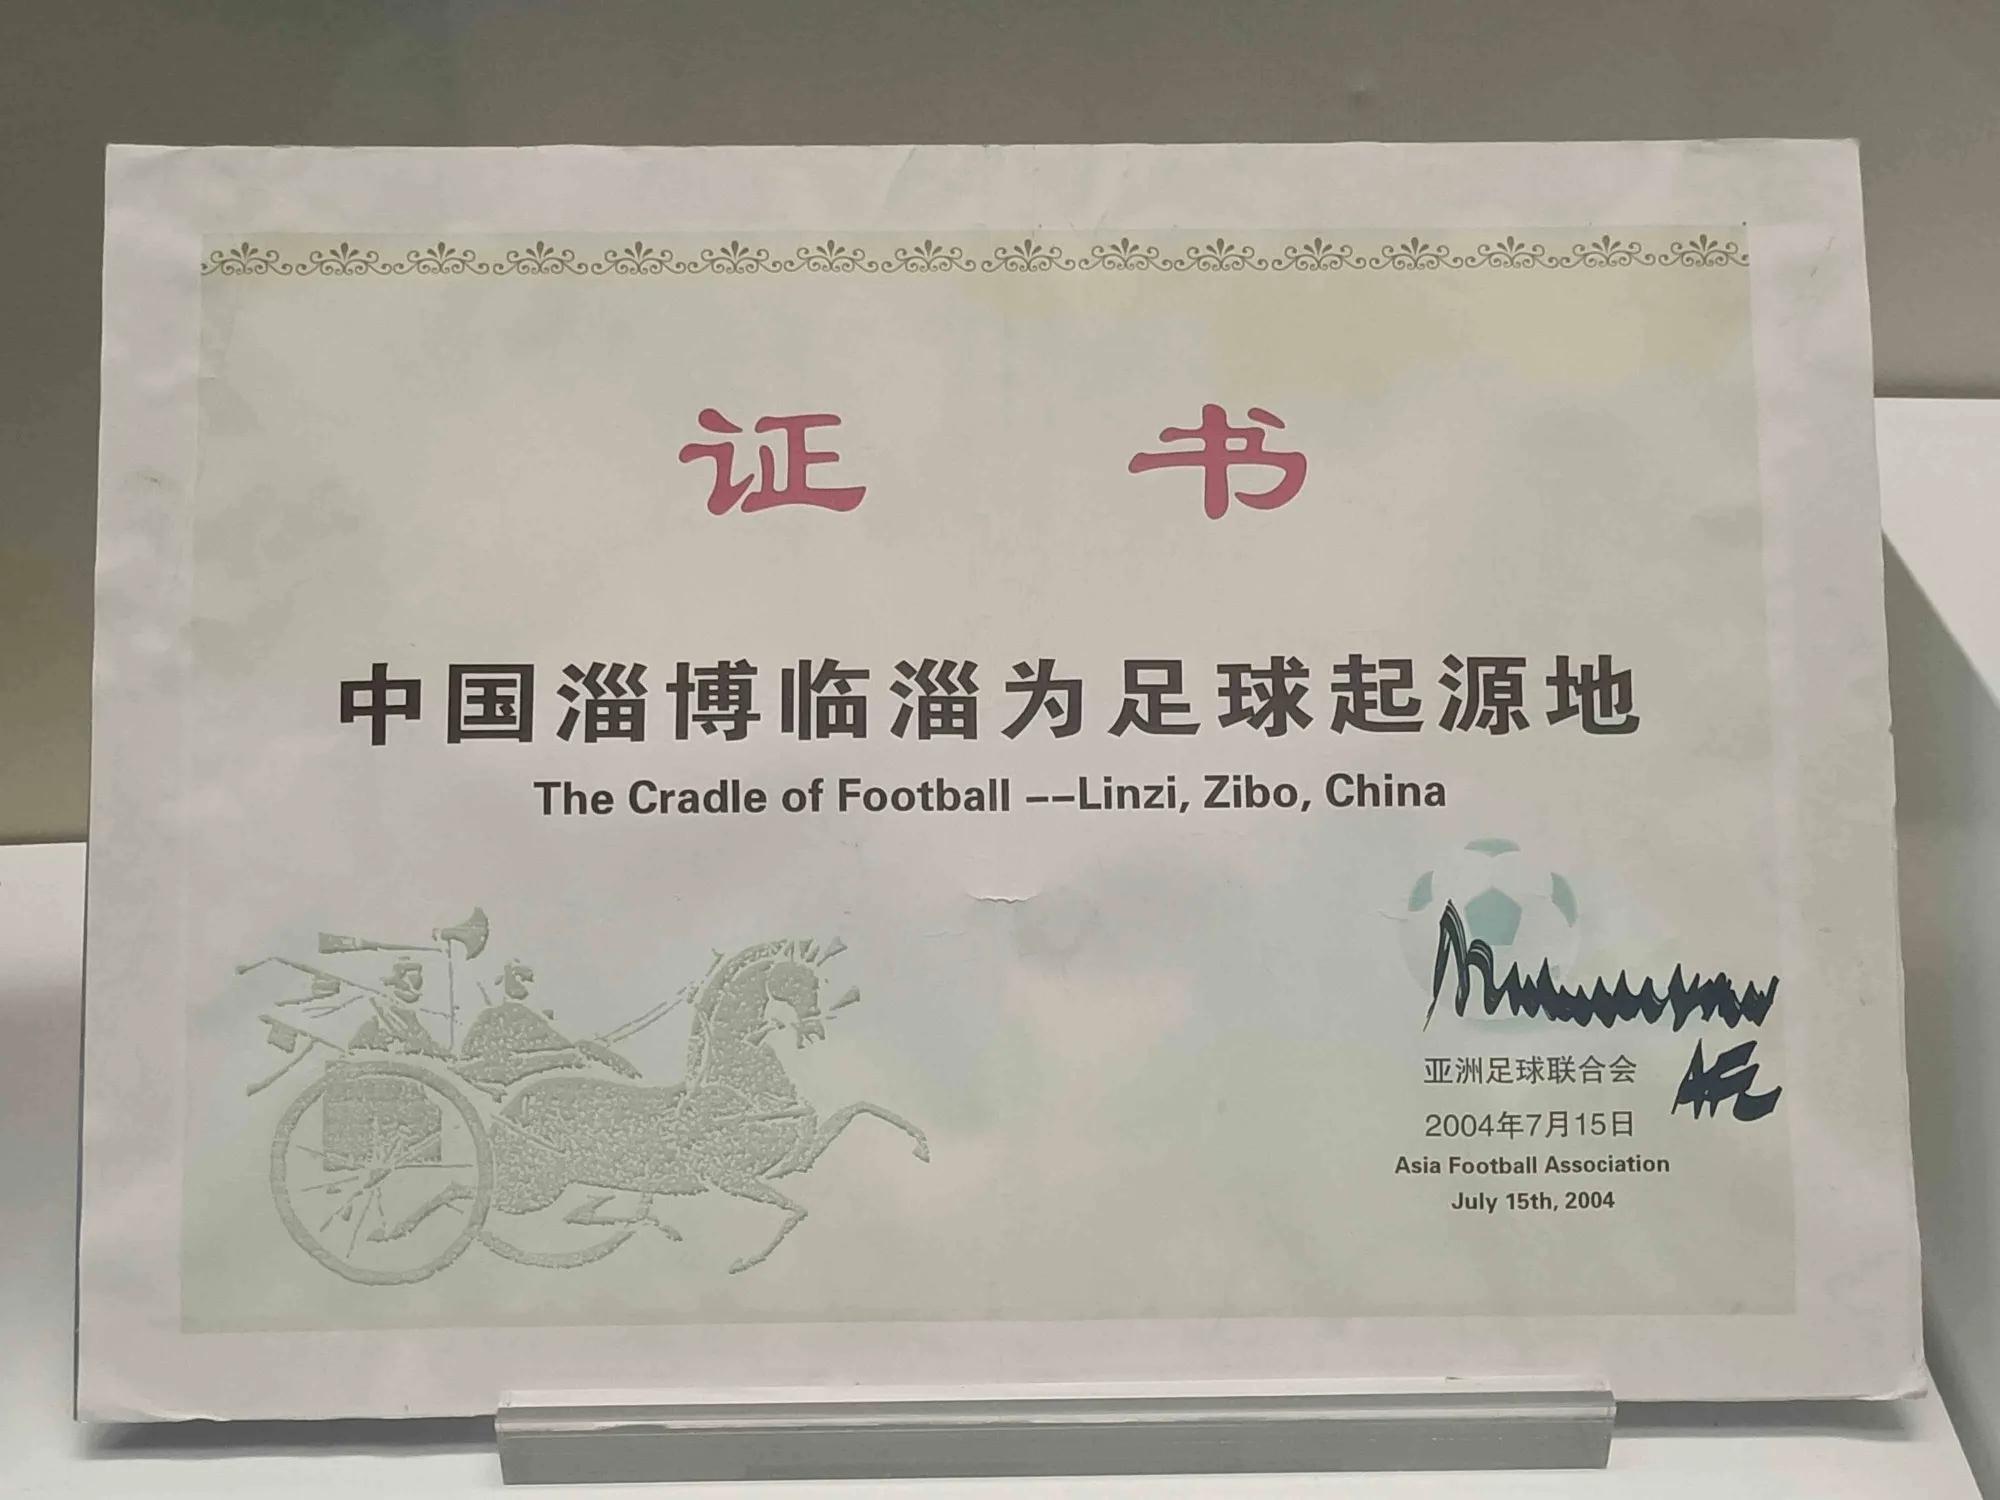 证 书
中国淄博临淄为足球起源地
The Cradle of Football --Linzi, Zibo, China
亚洲足球联合会
AFC
2004年7月15日
Asia Football Association
July 15th, 2004